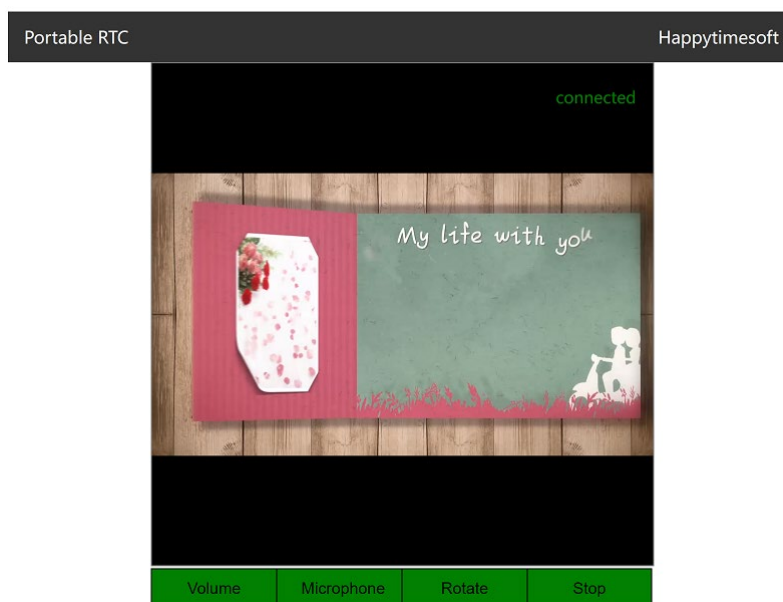 Portable RTC
Happytimesoft
connected
My life with you
Volume
Microphone
Rotate
Stop